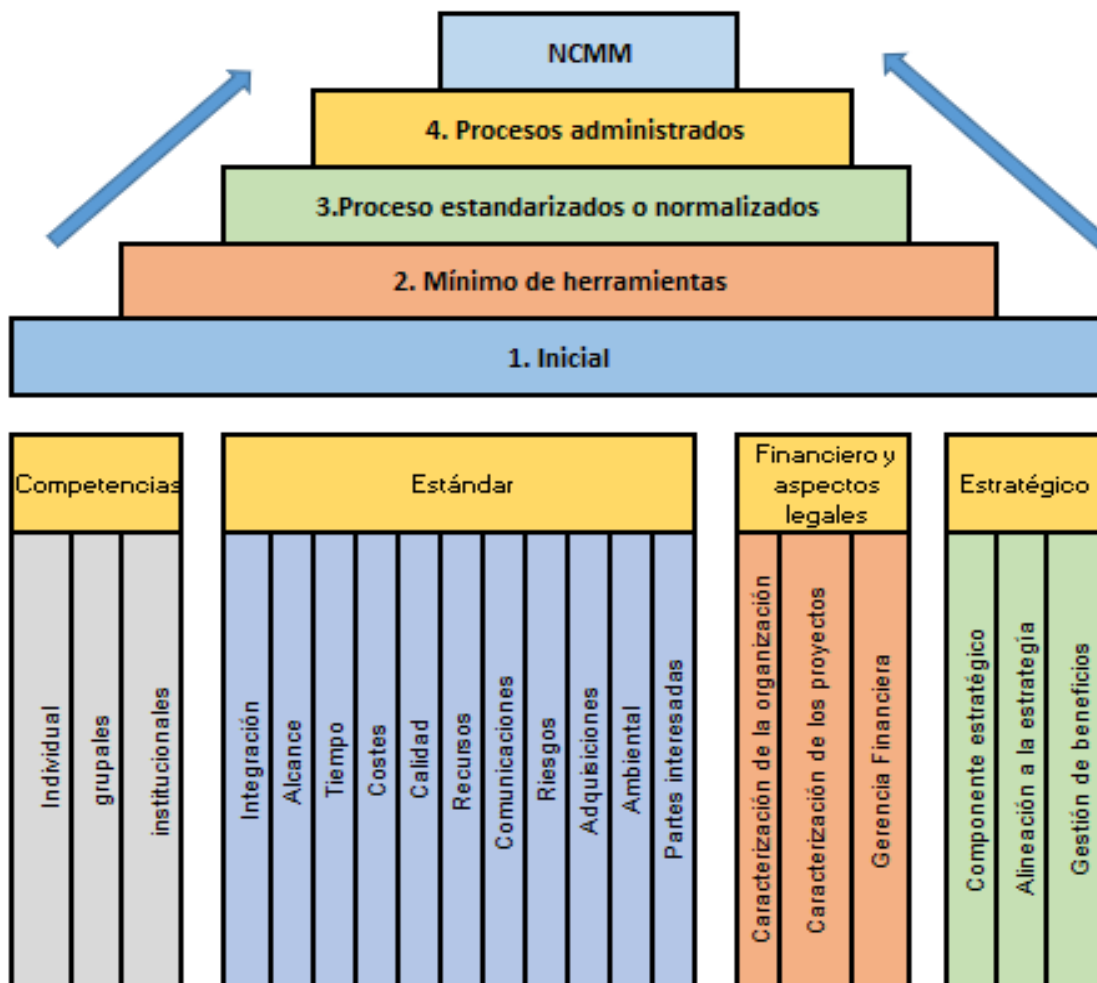 NCMM
4. Procesos administrados
3.Proceso estandarizados o normalizados
2. Mínimo de herramientas
1. Inicial
Competencias
Estándar
Financiero y
aspectos
legales
Estratégico
Individual
grupales
institucionales
Integración
Alcance
Tiempo
Costes
Calidad
Recursos
Comunicaciones
Riesgos
Adquisiciones
Ambiental
Partes interesadas
Caracterización de la organización
Caracterización de los proyectos
Gerencia Financiera
Componente estratégico
Alineación a la estrategía
Gestión de beneficios